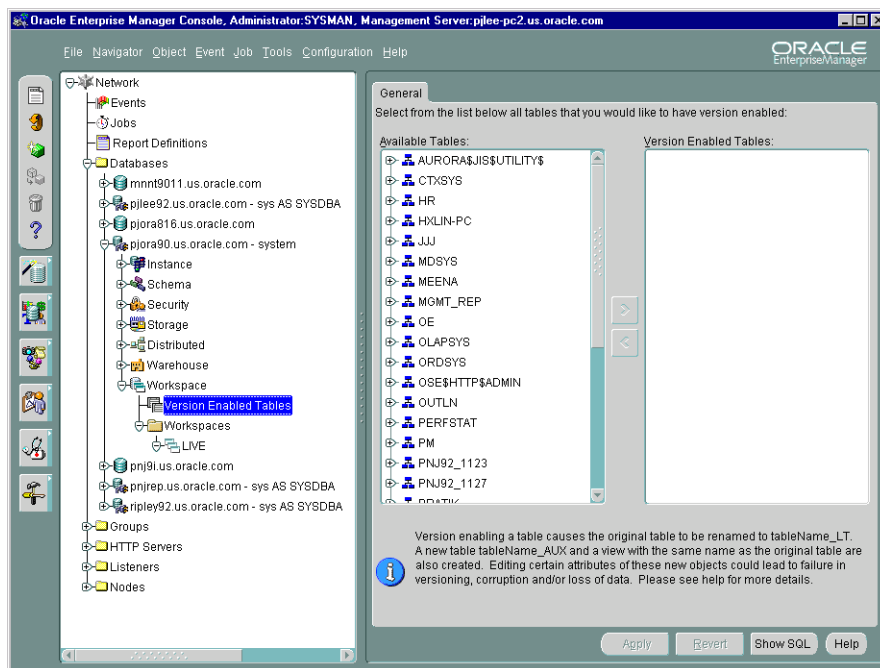 Oracle Enterprise Manager Console, Administrator:SYSMAN, Management Server:pjlee-pc2.us.oracle.com
File Navigator Object Event Job Tools Configuration Help
ORACLE
EnterpriseManager
Network
Events
Jobs
Report Definitions
Databases
mnnt9011.us.oracle.com
pjlee92.us.oracle.com - sys AS SYSDBA
pjora816.us.oracle.com
pjora90.us.oracle.com - system
Instance
Schema
Security
Storage
Distributed
Warehouse
Workspace
Version Enabled Tables
Workspaces
LIVE
pnj9i.us.oracle.com
pnjrep.us.oracle.com - sys AS SYSDBA
ripley92.us.oracle.com - sys AS SYSDBA
Groups
HTTP Servers
Listeners
Nodes
General
Select from the list below all tables that you would like to have version enabled:
Available Tables:
AURORA$JIS$UTILITY$
CTXSYS
HR
HXLIN-PC
JJJ
MDSYS
MEENA
MGMT_REP
OE
OLAPSYS
ORDSYS
OSE$HTTP$ADMIN
OUTLN
PERFSTAT
PM
PNJ92_1123
PNJ92_1127
PRATIK
Version Enabled Tables:
Version enabling a table causes the original table to be renamed to tableName_LT.
A new table tableName_AUX and a view with the same name as the original table are
also created. Editing certain attributes of these new objects could lead to failure in
versioning, corruption and/or loss of data. Please see help for more details.
Apply Revert Show SQL Help